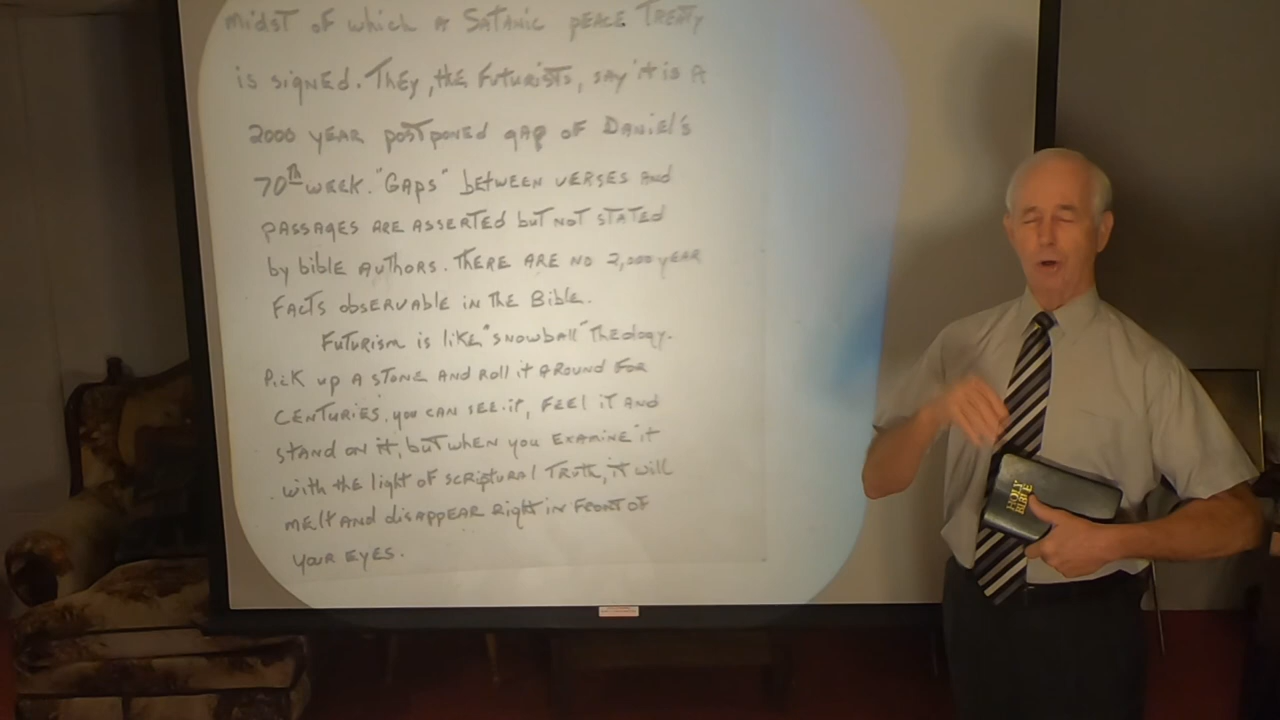 midst of which a Satanic peace Treaty
is signed. They, the Futurists, say it is a
2000 year postponed gap of Daniel's
70th week. "Gaps" between verses and
passages are asserted but not stated
by bible authors. There are no 2,000 year
facts observable in the Bible.
Futurism is like "snowball" Theology.
Pick up a stone and roll it around for
centuries. you can see it, feel it and
stand on it, but when you examine it
with the light of scriptural Truth, it will
melt and disappear right in front of
your eyes.
HOLY
BIBLE